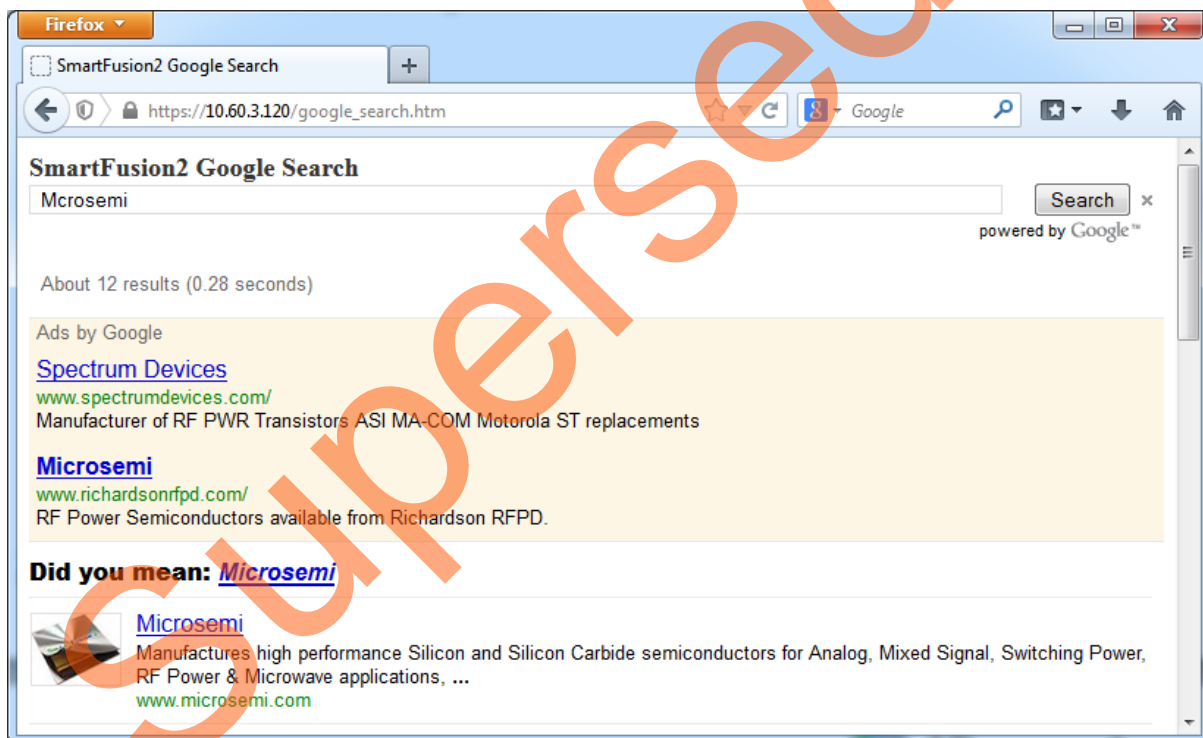 Firefox
SmartFusion2 Google Search
https://10.60.3.120/google_search.htm
8 Google
SmartFusion2 Google Search
Mcrosemi
Search
powered by Google™
About 12 results (0.28 seconds)
Ads by Google
Spectrum Devices
www.spectrumdevices.com/
Manufacturer of RF PWR Transistors ASI MA-COM Motorola ST replacements
Microsemi
www.richardsonrfpd.com/
RF Power Semiconductors available from Richardson RFPD.
Did you mean: Microsemi
Microsemi
Manufactures high performance Silicon and Silicon Carbide semiconductors for Analog, Mixed Signal, Switching Power,
RF Power & Microwave applications, ...
www.microsemi.com
Supersed